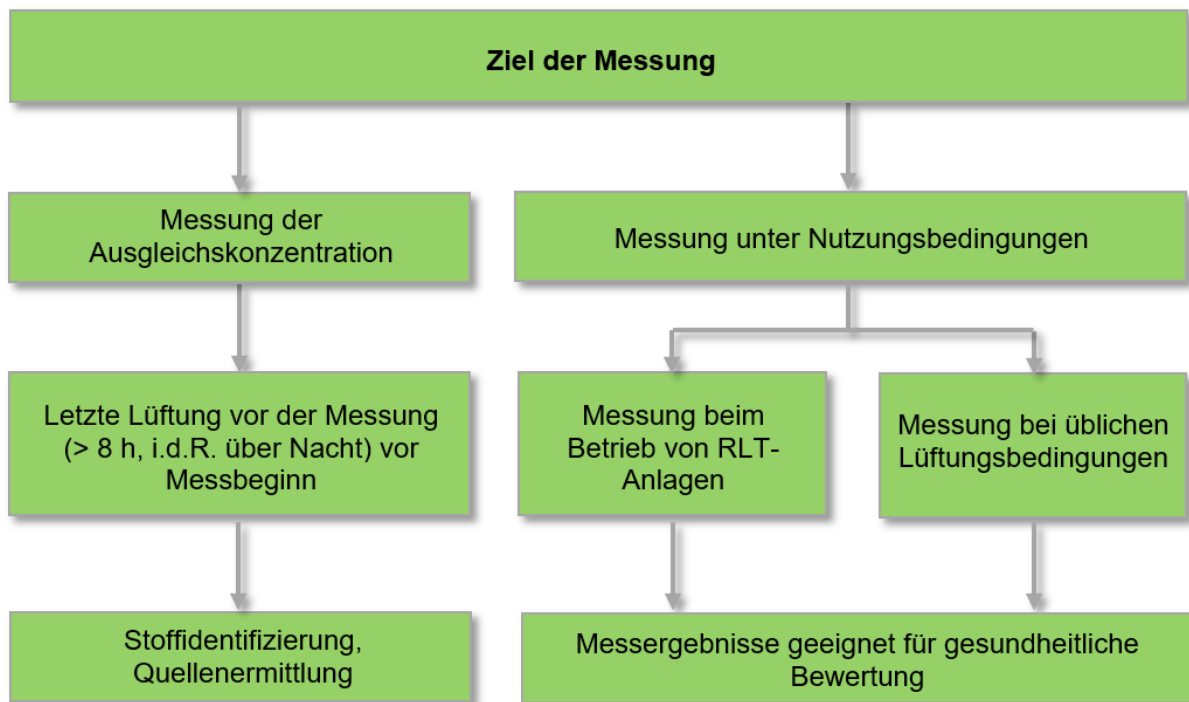 Ziel der Messung
Messung der
Ausgleichskonzentration
Messung unter Nutzungsbedingungen
Letzte Lüftung vor der Messung
(> 8 h, i.d.R. über Nacht) vor
Messbeginn
Messung beim
Betrieb von RLT-
Anlagen
Messung bei üblichen
Lüftungsbedingungen
Stoffidentifizierung,
Quellenermittlung
Messergebnisse geeignet für gesundheitliche
Bewertung